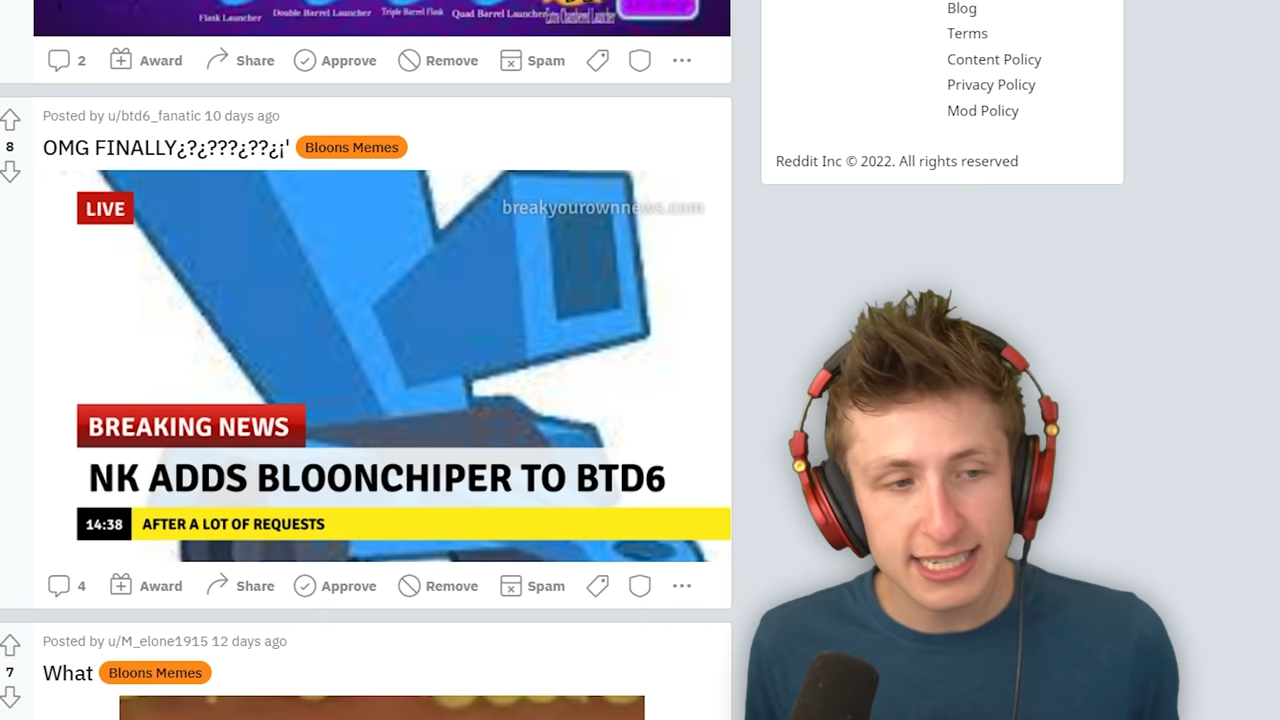 Flask Launcher Double Barrel Launcher Triple Barrel Flask Quad Barrel Launcher
2 Award Share Approve Remove Spam
Posted by u/btd6_fanatic 10 days ago
8
OMG FINALLY¿?¿???¿??¿¡' Bloons Memes
LIVE
breakyourownnews.com
BREAKING NEWS
NK ADDS BLOONCHIPER TO BTD6
14:38 AFTER A LOT OF REQUESTS
4 Award Share Approve Remove Spam
Posted by u/M_elone1915 12 days ago
7
What Bloons Memes
Blog
Terms
Content Policy
Privacy Policy
Mod Policy
Reddit Inc © 2022. All rights reserved